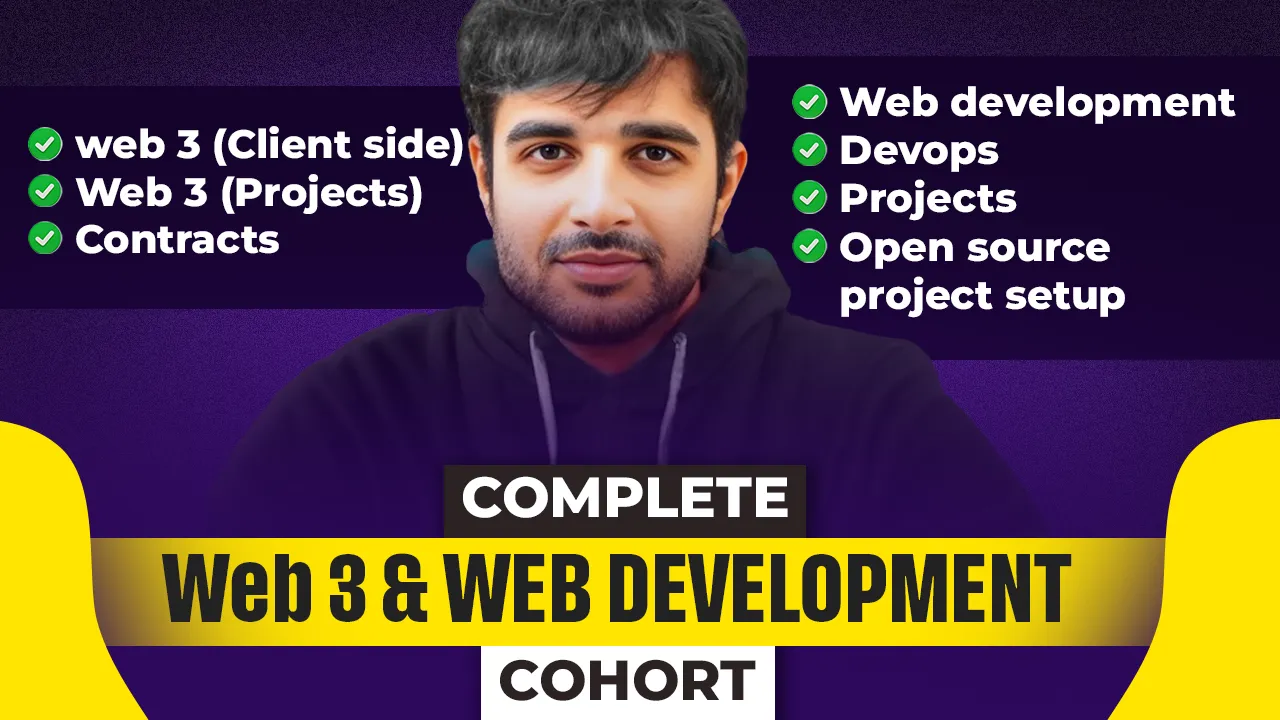 web 3 (Client side)
Web 3 (Projects)
Contracts
Web development
Devops
Projects
Open source
project setup
COMPLETE
Web 3 & WEB DEVELOPMENT
COHORT